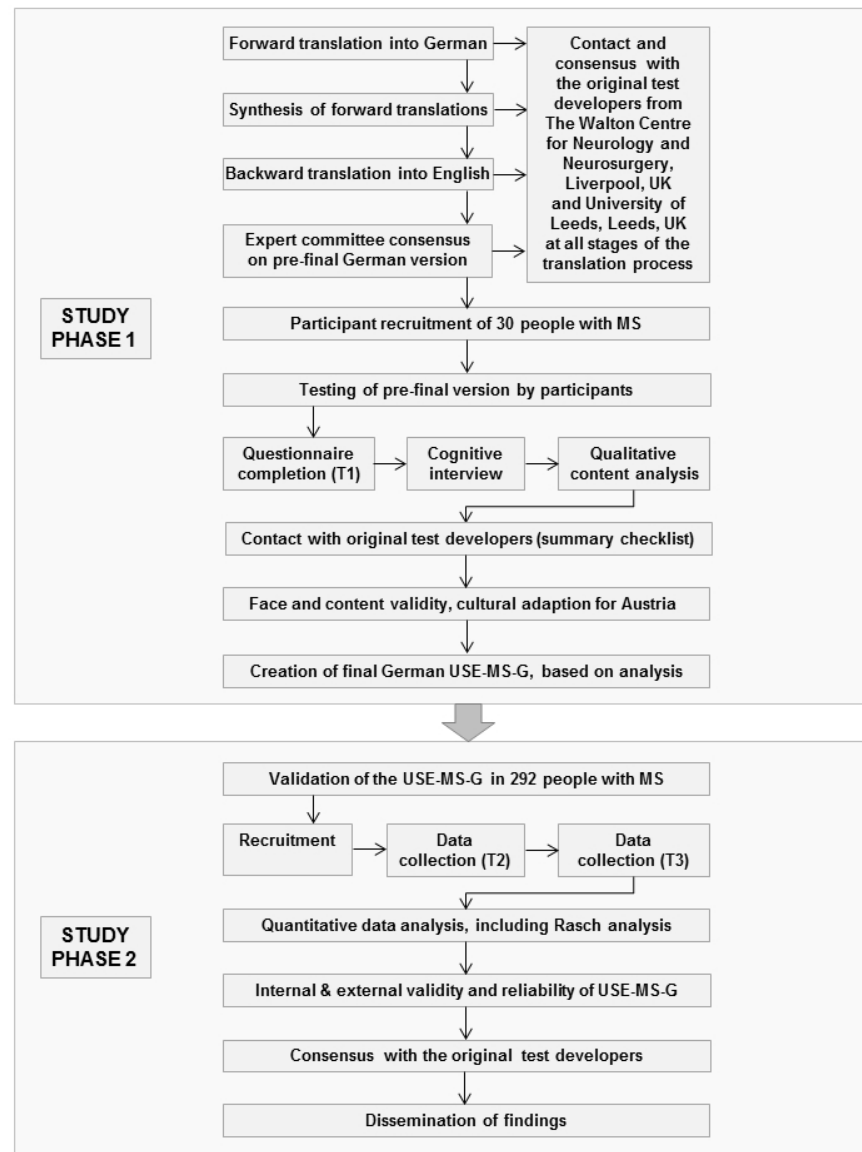 Forward translation into German
Synthesis of forward translations
Backward translation into English
Expert committee consensus
on pre-final German version
Contact and
consensus with
the original test
developers from
The Walton Centre
for Neurology and
Neurosurgery,
Liverpool, UK
and University of
Leeds, Leeds, UK
at all stages of the
translation process
STUDY
PHASE 1
Participant recruitment of 30 people with MS
Testing of pre-final version by participants
Questionnaire
completion (T1)
Cognitive
interview
Qualitative
content analysis
Contact with original test developers (summary checklist)
Face and content validity, cultural adaption for Austria
Creation of final German USE-MS-G, based on analysis
Validation of the USE-MS-G in 292 people with MS
Recruitment
Data
collection (T2)
Data
collection (T3)
STUDY
PHASE 2
Quantitative data analysis, including Rasch analysis
Internal & external validity and reliability of USE-MS-G
Consensus with the original test developers
Dissemination of findings